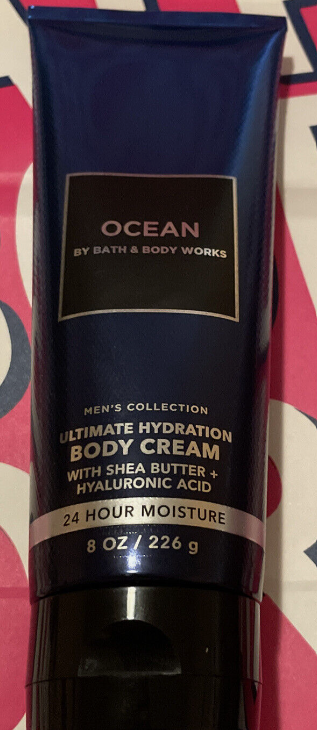 OCEAN
BY BATH & BODY WORKS
MEN'S COLLECTION
ULTIMATE HYDRATION
BODY CREAM
WITH SHEA BUTTER +
HYALURONIC ACID
24 HOUR MOISTURE
8 OZ / 226 g